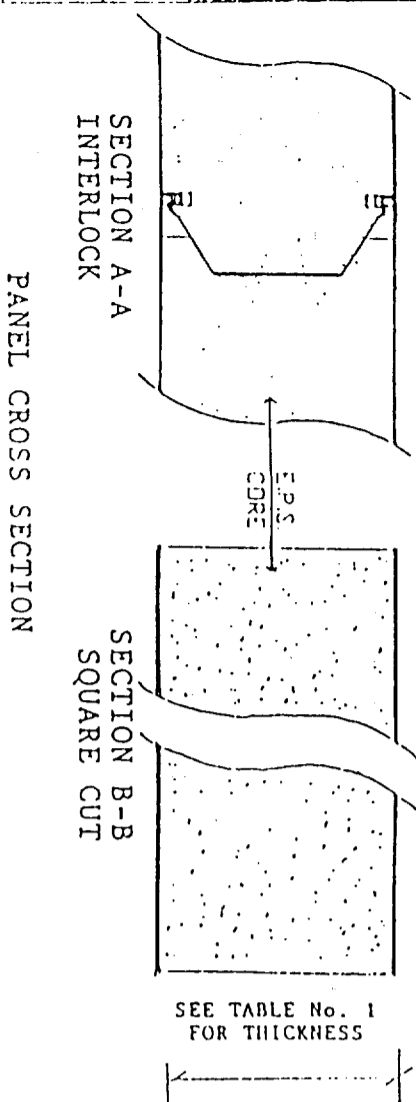 SECTION A-A
INTERLOCK
E.P.S.
CORE
SECTION B-B
SQUARE CUT
SEE TABLE No. 1
FOR THICKNESS
PANEL CROSS SECTION